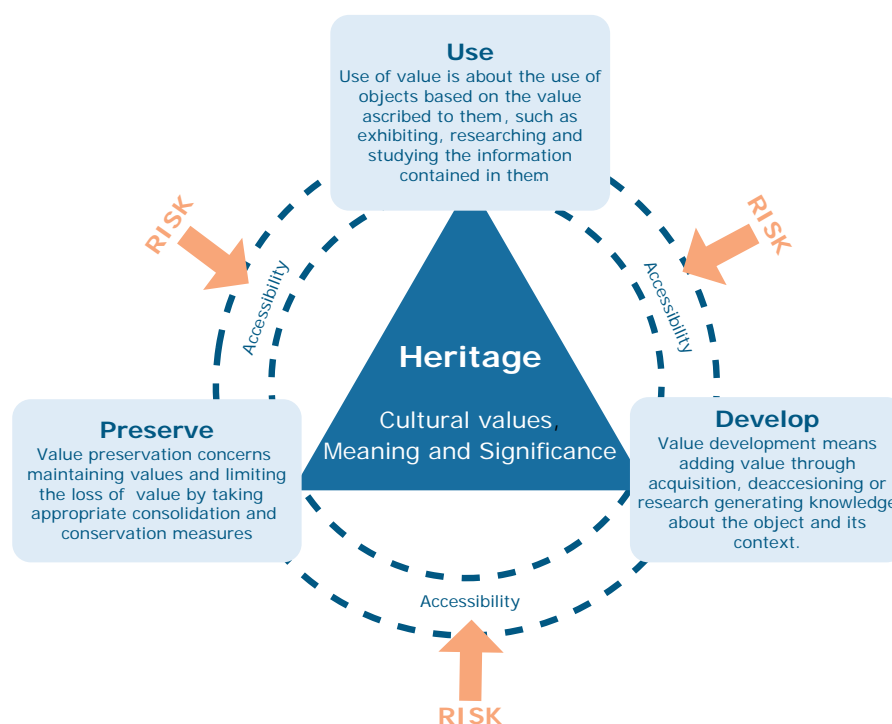 Use
Use of value is about the use of
objects based on the value
ascribed to them, such as
exhibiting, researching and
studying the information
contained in them
RISK
RISK
Accessibility
Accessibility
Heritage
Cultural values,
Meaning and Significance
Preserve
Value preservation concerns
maintaining values and limiting
the loss of value by taking
appropriate consolidation and
conservation measures
Develop
Value development means
adding value through
acquisition, deaccesioning or
research generating knowledge
about the object and its
context.
Accessibility
RISK